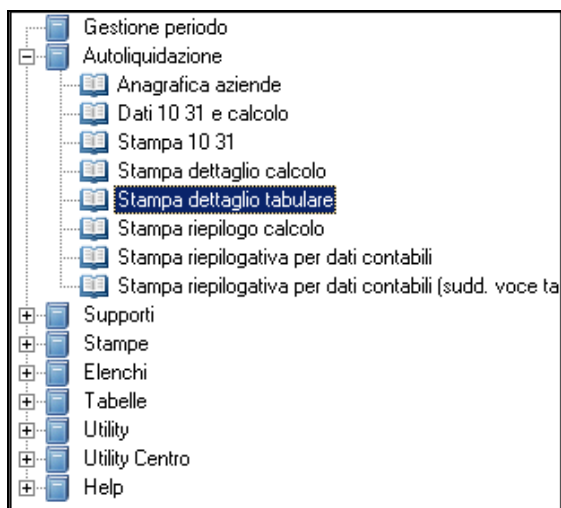 Gestione periodo
Autoliquidazione
Anagrafica aziende
Dati 10 31 e calcolo
Stampa 10 31
Stampa dettaglio calcolo
Stampa dettaglio tabulare
Stampa riepilogo calcolo
Stampa riepilogativa per dati contabili
Stampa riepilogativa per dati contabili (sudd. voce ta
Supporti
Stampe
Elenchi
Tabelle
Utility
Utility Centro
Help